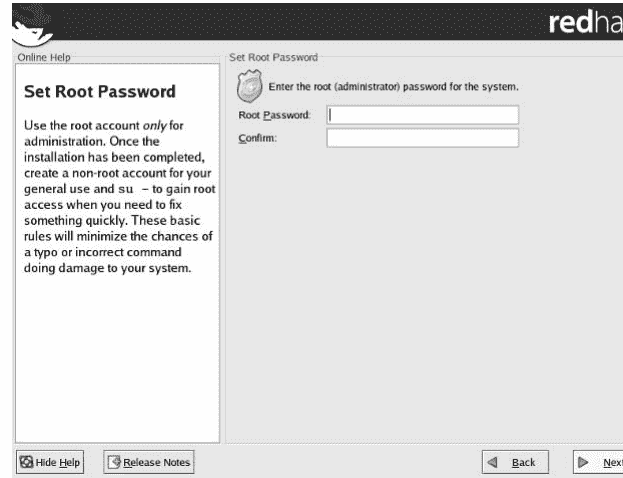 redha
Online Help
Set Root Password
Use the root account only for
administration. Once the
installation has been completed,
create a non-root account for your
general use and su - to gain root
access when you need to fix
something quickly. These basic
rules will minimize the chances of
a typo or incorrect command
doing damage to your system.
Set Root Password
Enter the root (administrator) password for the system.
Root Password:
Confirm:
Hide Help
Release Notes
Back
Next